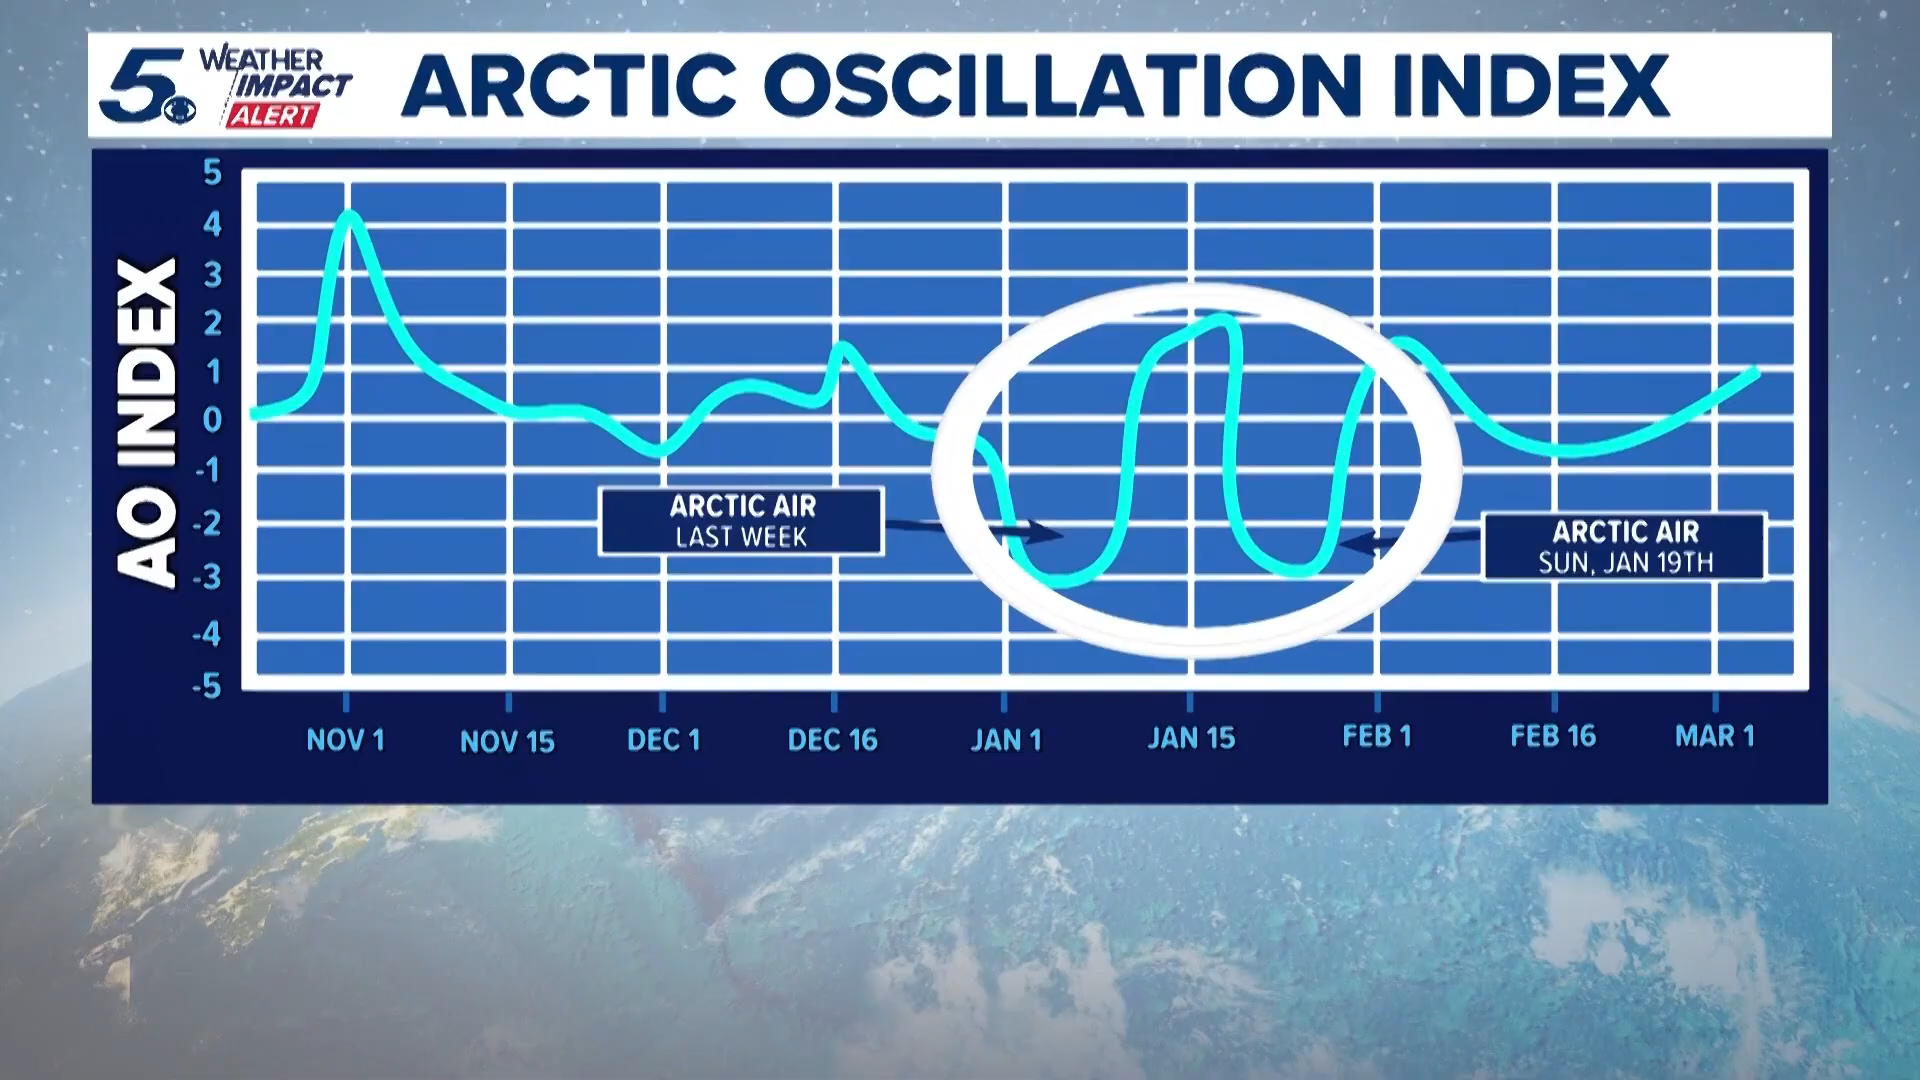 5 WEATHER
IMPACT
ALERT
ARCTIC OSCILLATION INDEX
AO INDEX
5
4
3
2
1
0
-1
-2
-3
-4
-5
ARCTIC AIR
LAST WEEK
ARCTIC AIR
SUN, JAN 19TH
NOV 1 NOV 15 DEC 1 DEC 16 JAN 1 JAN 15 FEB 1 FEB 16 MAR 1